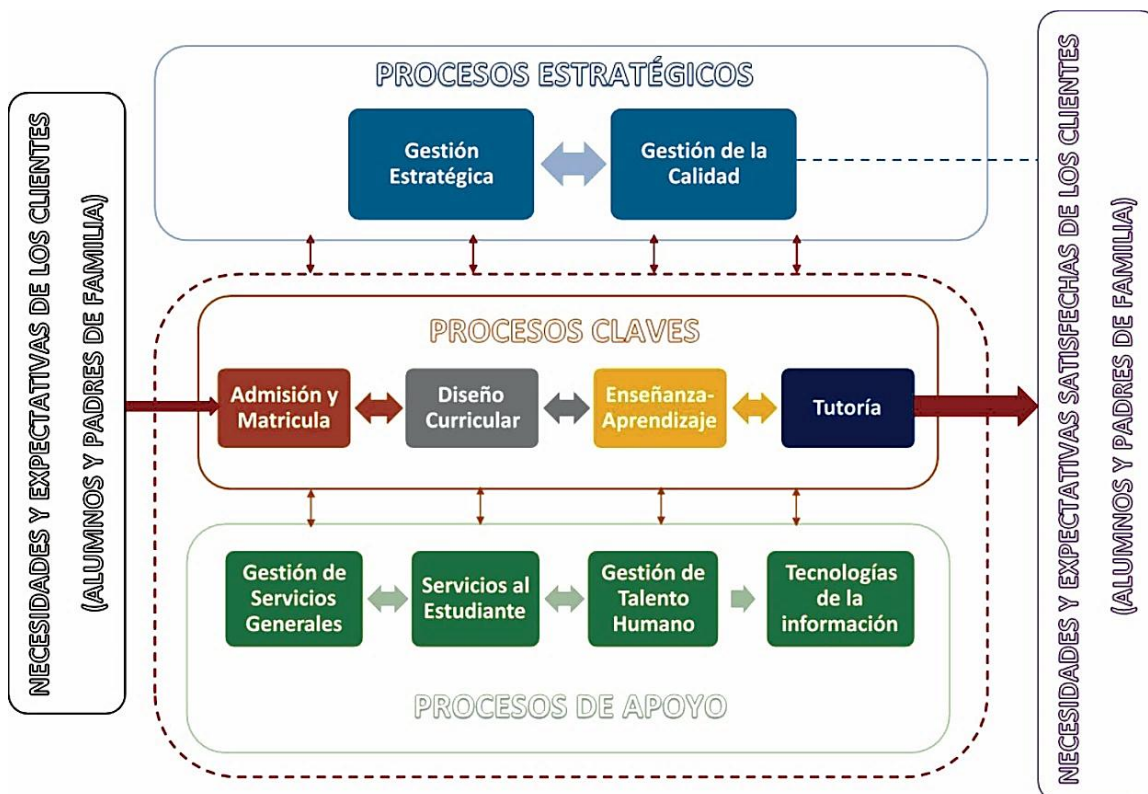 NECESIDADES Y EXPECTATIVAS DE LOS CLIENTES
(ALUMNOS Y PADRES DE FAMILIA)
PROCESOS ESTRATÉGICOS
Gestión
Estratégica
Gestión de la
Calidad
PROCESOS CLAVES
Admisión y
Matricula
Diseño
Curricular
Enseñanza-
Aprendizaje
Tutoría
Gestión de
Servicios
Generales
Servicios al
Estudiante
Gestión de
Talento
Humano
Tecnologías
de la
información
PROCESOS DE APOYO
NECESIDADES Y EXPECTATIVAS SATISFECHAS DE LOS CLIENTES
(ALUMNOS Y PADRES DE FAMILIA)